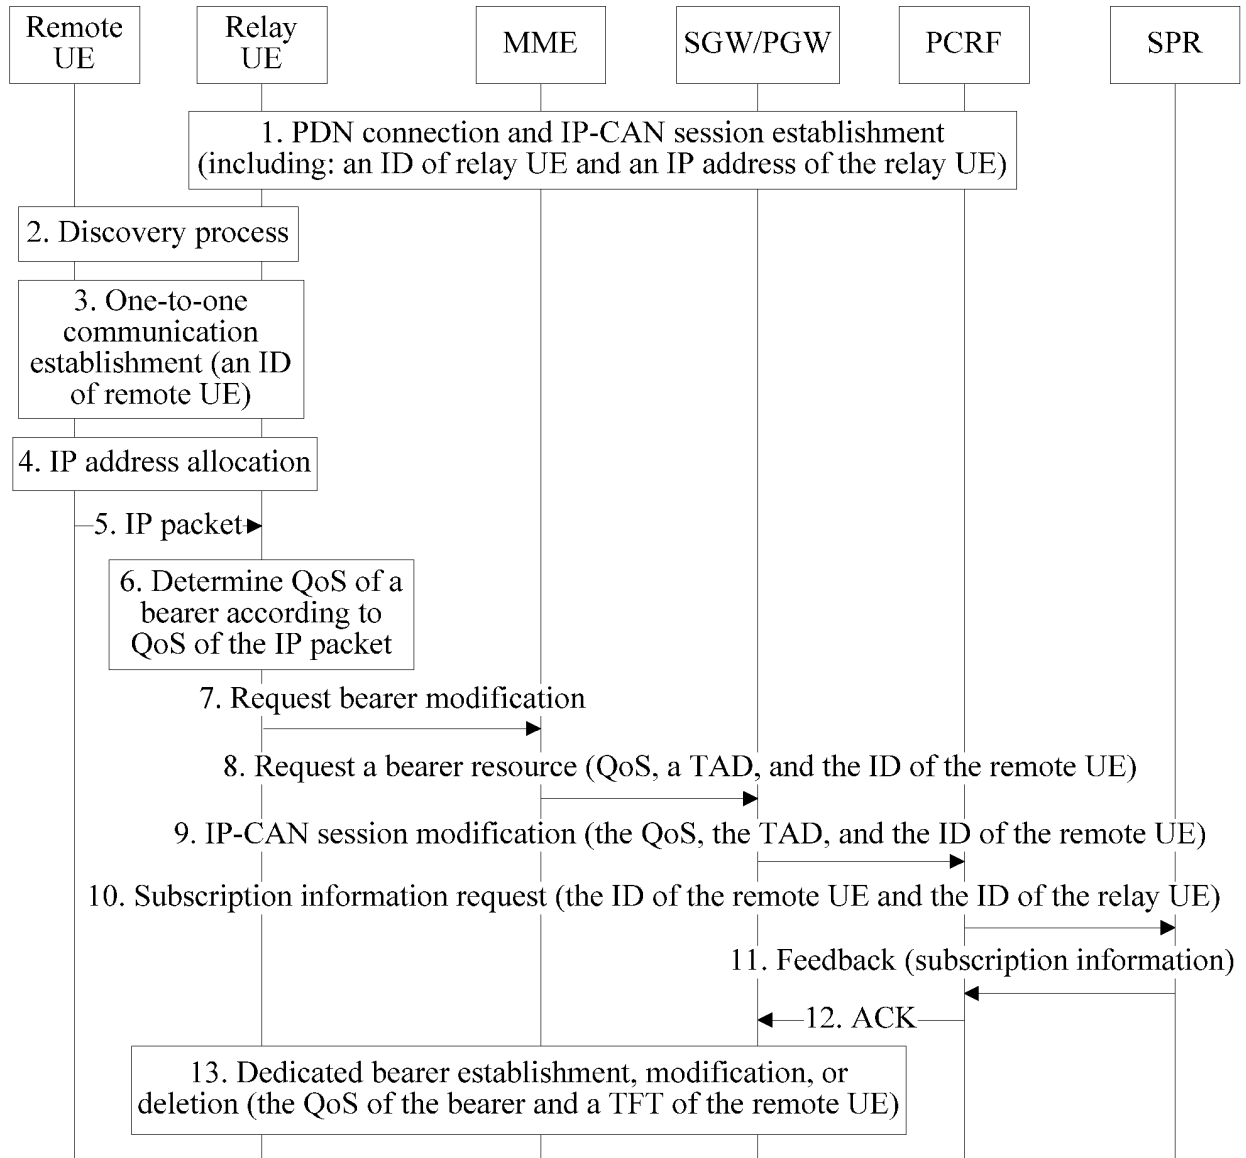 Remote
UE
Relay
UE
MME
SGW/PGW
PCRF
SPR
1. PDN connection and IP-CAN session establishment
(including: an ID of relay UE and an IP address of the relay UE)
2. Discovery process
3. One-to-one
communication
establishment (an ID
of remote UE)
4. IP address allocation
5. IP packet
6. Determine QoS of a
bearer according to
QoS of the IP packet
7. Request bearer modification
8. Request a bearer resource (QoS, a TAD, and the ID of the remote UE)
9. IP-CAN session modification (the QoS, the TAD, and the ID of the remote UE)
10. Subscription information request (the ID of the remote UE and the ID of the relay UE)
11. Feedback (subscription information)
12. ACK
13. Dedicated bearer establishment, modification, or
deletion (the QoS of the bearer and a TFT of the remote UE)